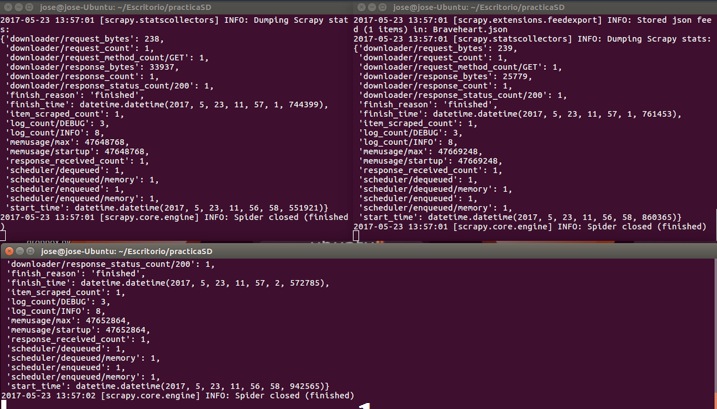 jose@jose-Ubuntu: ~/Escritorio/practicaSD
2017-05-23 13:57:01 [scrapy.statscollectors] INFO: Dumping Scrapy stat
s:
{'downloader/request_bytes': 238,
 'downloader/request_count': 1,
 'downloader/request_method_count/GET': 1,
 'downloader/response_bytes': 33937,
 'downloader/response_count': 1,
 'downloader/response_status_count/200': 1,
 'finish_reason': 'finished',
 'finish_time': datetime.datetime(2017, 5, 23, 11, 57, 1, 744399),
 'item_scraped_count': 1,
 'log_count/DEBUG': 3,
 'log_count/INFO': 8,
 'memusage/max': 47648768,
 'memusage/startup': 47648768,
 'response_received_count': 1,
 'scheduler/dequeued': 1,
 'scheduler/dequeued/memory': 1,
 'scheduler/enqueued': 1,
 'scheduler/enqueued/memory': 1,
 'start_time': datetime.datetime(2017, 5, 23, 11, 56, 58, 551921)}
2017-05-23 13:57:01 [scrapy.core.engine] INFO: Spider closed (finished
)
jose@jose-Ubuntu: ~/Escritorio/practicaSD
2017-05-23 13:57:01 [scrapy.extensions.feedexport] INFO: Stored json fee
d (1 items) in: Braveheart.json
2017-05-23 13:57:01 [scrapy.statscollectors] INFO: Dumping Scrapy stats:
{'downloader/request_bytes': 239,
 'downloader/request_count': 1,
 'downloader/request_method_count/GET': 1,
 'downloader/response_bytes': 25779,
 'downloader/response_count': 1,
 'downloader/response_status_count/200': 1,
 'finish_reason': 'finished',
 'finish_time': datetime.datetime(2017, 5, 23, 11, 57, 1, 761453),
 'item_scraped_count': 1,
 'log_count/DEBUG': 3,
 'log_count/INFO': 8,
 'memusage/max': 47669248,
 'memusage/startup': 47669248,
 'response_received_count': 1,
 'scheduler/dequeued': 1,
 'scheduler/dequeued/memory': 1,
 'scheduler/enqueued': 1,
 'scheduler/enqueued/memory': 1,
 'start_time': datetime.datetime(2017, 5, 23, 11, 56, 58, 860365)}
2017-05-23 13:57:01 [scrapy.core.engine] INFO: Spider closed (finished)
jose@jose-Ubuntu: ~/Escritorio/practicaSD
 'downloader/response_status_count/200': 1,
 'finish_reason': 'finished',
 'finish_time': datetime.datetime(2017, 5, 23, 11, 57, 2, 572785),
 'item_scraped_count': 1,
 'log_count/DEBUG': 3,
 'log_count/INFO': 8,
 'memusage/max': 47652864,
 'memusage/startup': 47652864,
 'response_received_count': 1,
 'scheduler/dequeued': 1,
 'scheduler/dequeued/memory': 1,
 'scheduler/enqueued': 1,
 'scheduler/enqueued/memory': 1,
 'start_time': datetime.datetime(2017, 5, 23, 11, 56, 58, 942565)}
2017-05-23 13:57:02 [scrapy.core.engine] INFO: Spider closed (finished)